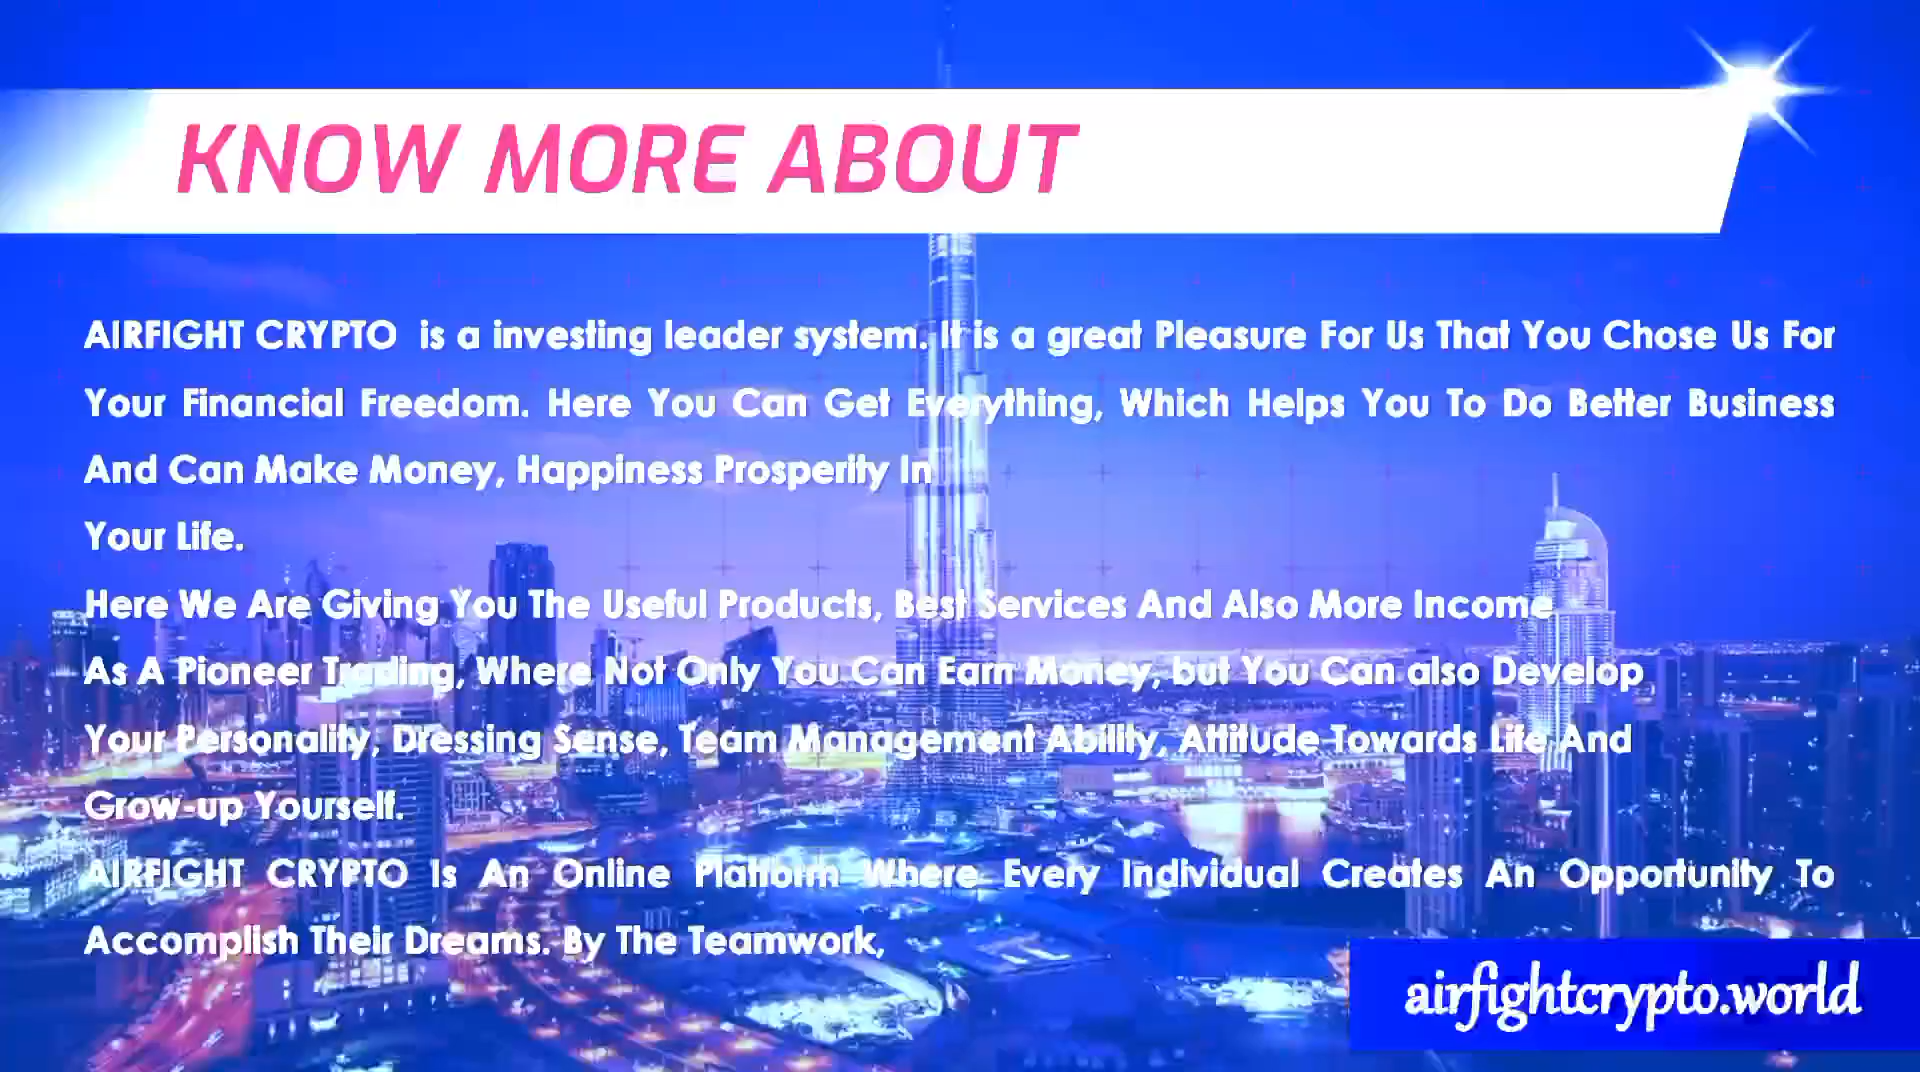 KNOW MORE ABOUT
AIRFIGHT CRYPTO is a investing leader system. It is a great Pleasure For Us That You Chose Us For
Your Financial Freedom. Here You Can Get Everything, Which Helps You To Do Better Business
And Can Make Money, Happiness Prosperity In
Your Life.
Here We Are Giving You The Useful Products, Best Services And Also More Income
As A Pioneer Trading, Where Not Only You Can Earn Money, but You Can also Develop
Your Personality, Dressing Sense, Team Management Ability, Attitude Towards Life And
Grow-up Yourself.
AIRFIGHT CRYPTO Is An Online Platform Where Every Individual Creates An Opportunity To
Accomplish Their Dreams. By The Teamwork,
airfightcrypto.world